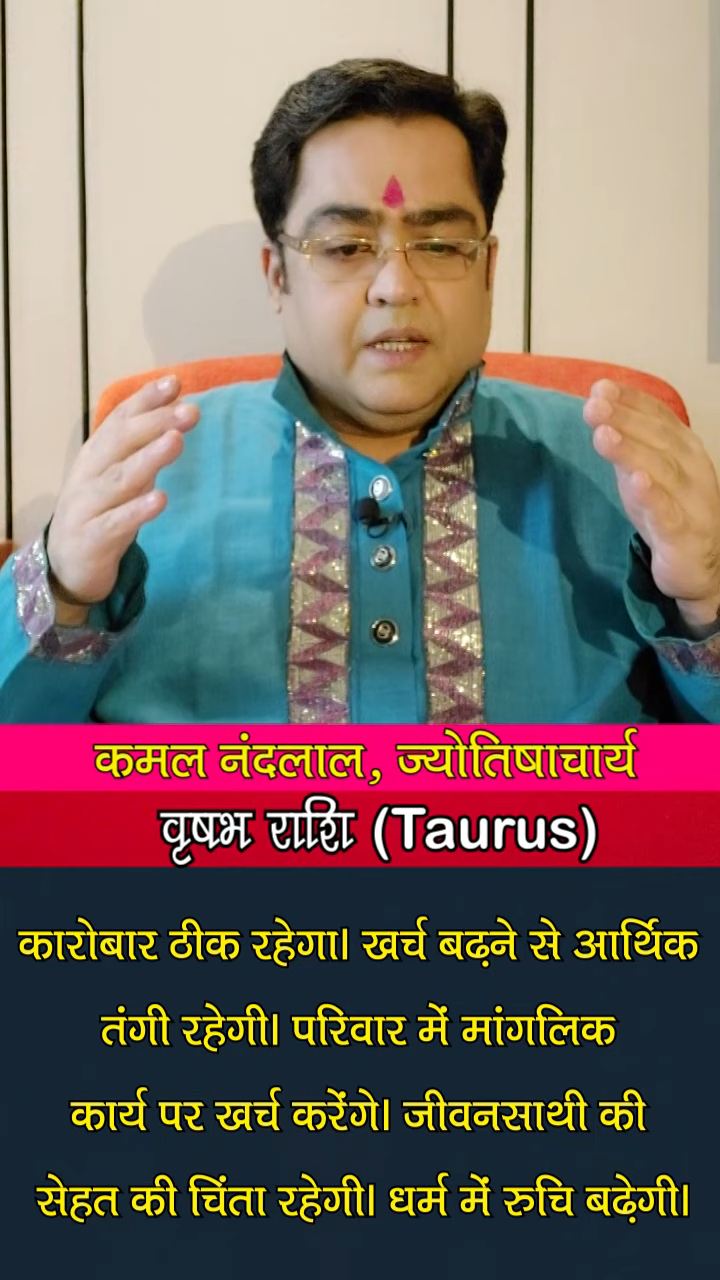 कमल नंदलाल, ज्योतिषाचार्य
वृषभ राशि (Taurus)
कारोबार ठीक रहेगा। खर्च बढ़ने से आर्थिक
तंगी रहेगी। परिवार में मांगलिक
कार्य पर खर्च करेंगे। जीवनसाथी की
सेहत की चिंता रहेगी। धर्म में रुचि बढ़ेगी।